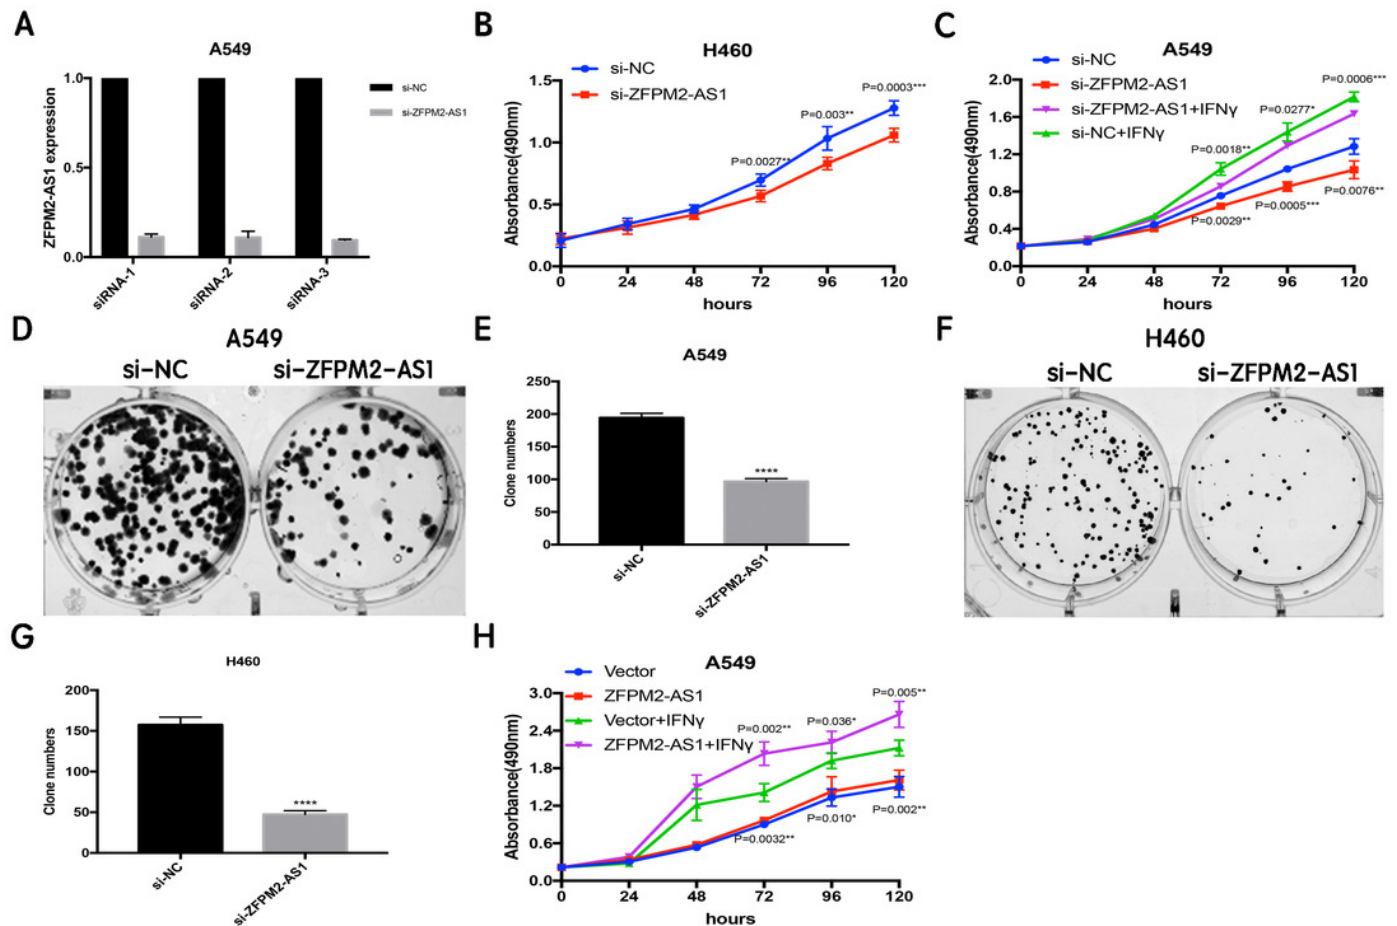 A
A549
ZFPM2-AS1 expression
1.0
0.5
0.0
siRNA-1
siRNA-2
siRNA-3
si-NC
si-ZFPM2-AS1
B
H460
si-NC
si-ZFPM2-AS1
Absorbance(490nm)
1.5
1.0
0.5
0.0
P=0.0027**
P=0.003**
P=0.0003***
0 24 48 72 96 120
hours
C
A549
si-NC
si-ZFPM2-AS1
si-ZFPM2-AS1+IFNγ
si-NC+IFNγ
Absorbance(490nm)
2.0
1.6
1.2
0.8
0.4
0.0
P=0.0006***
P=0.0277*
P=0.0018**
P=0.0076**
P=0.0005***
P=0.0029**
0 24 48 72 96 120
hours
D
A549
si-NC si-ZFPM2-AS1
E
A549
Clone numbers
250
200
150
100
50
0
****
si-NC
si-ZFPM2-AS1
F
H460
si-NC si-ZFPM2-AS1
G
H460
Clone numbers
200
150
100
50
0
****
si-NC
si-ZFPM2-AS1
H
A549
Vector
ZFPM2-AS1
Vector+IFNγ
ZFPM2-AS1+IFNγ
Absorbance(490nm)
3.0
2.4
1.8
1.2
0.6
0.0
P=0.005**
P=0.036*
P=0.002**
P=0.002**
P=0.010*
P=0.0032**
0 24 48 72 96 120
hours